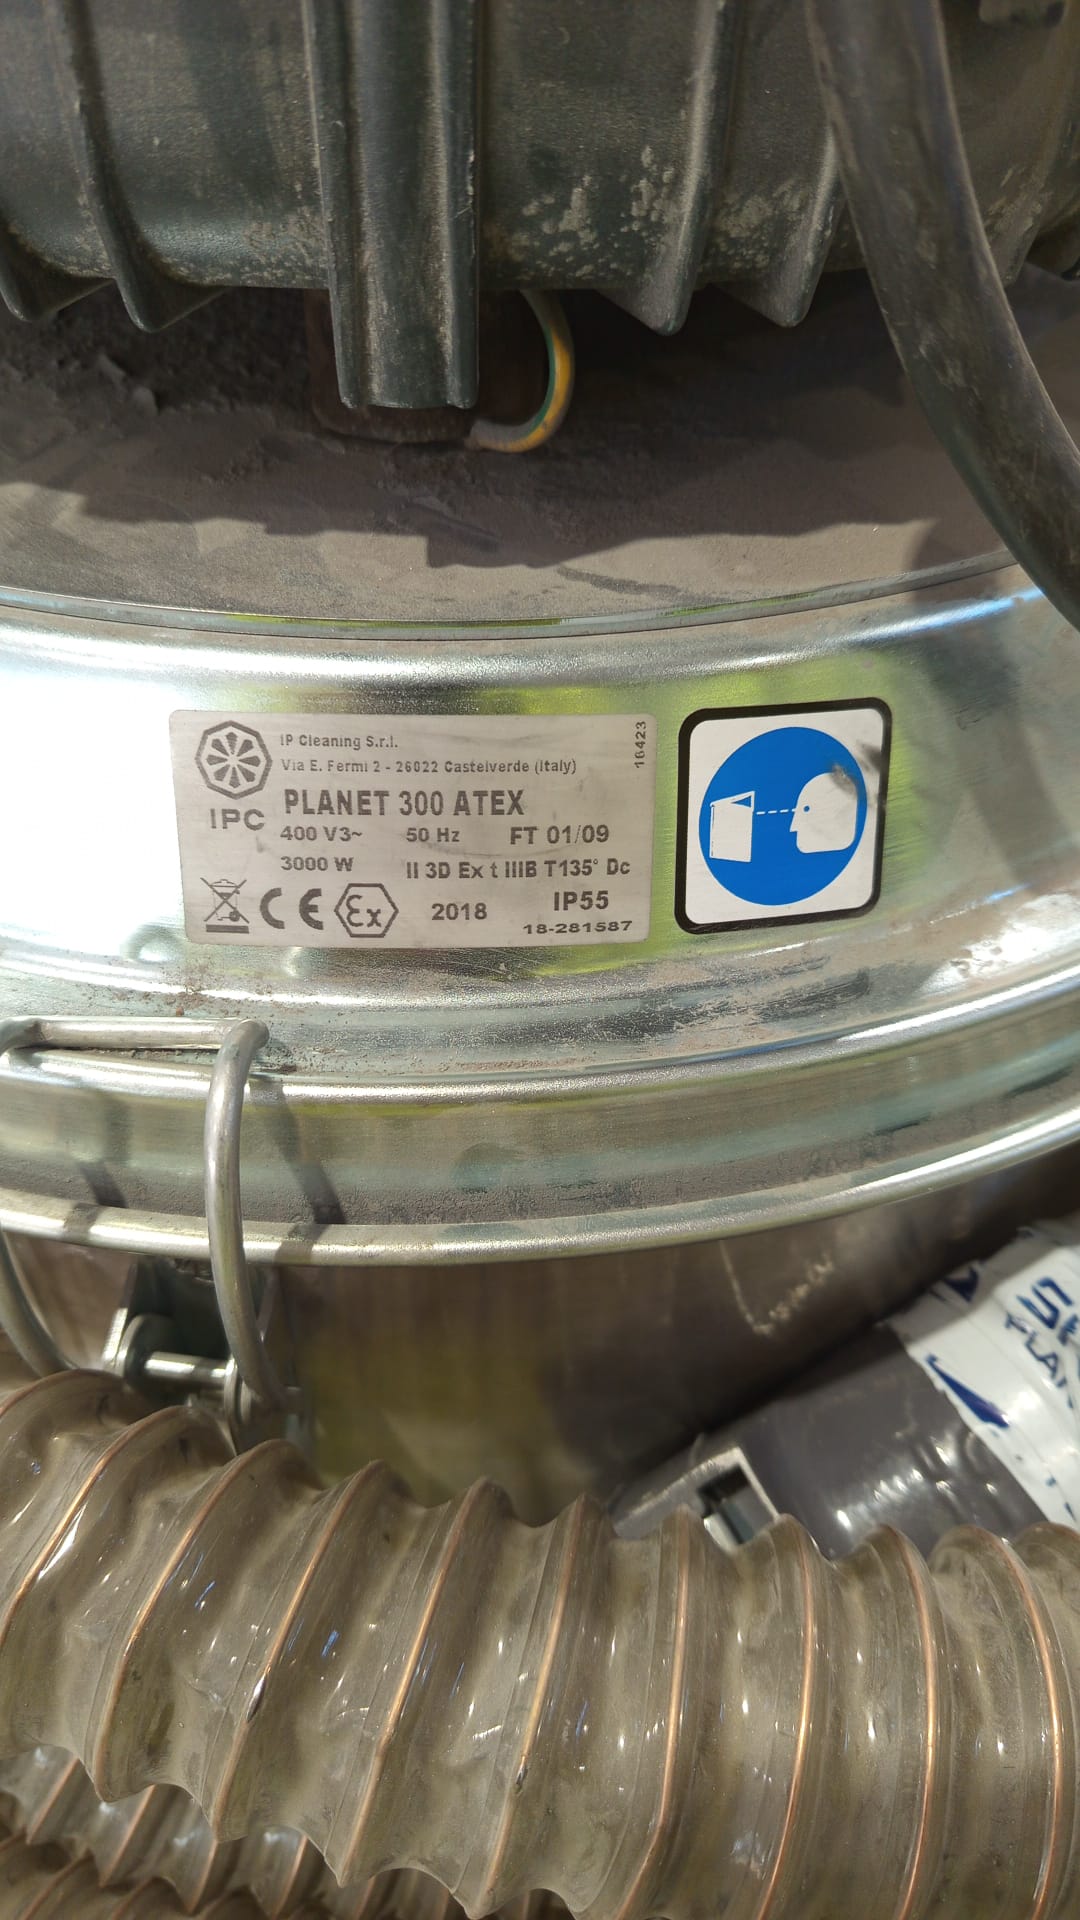 IP Cleaning S.r.l.
Via E. Fermi 2 - 26022 Castelverde (Italy)
16423
IPC
PLANET 300 ATEX
400 V3~ 50 Hz FT 01/09
3000 W II 3D Ex t IIIB T135° Dc
CE Ex 2018 IP55
18-281587